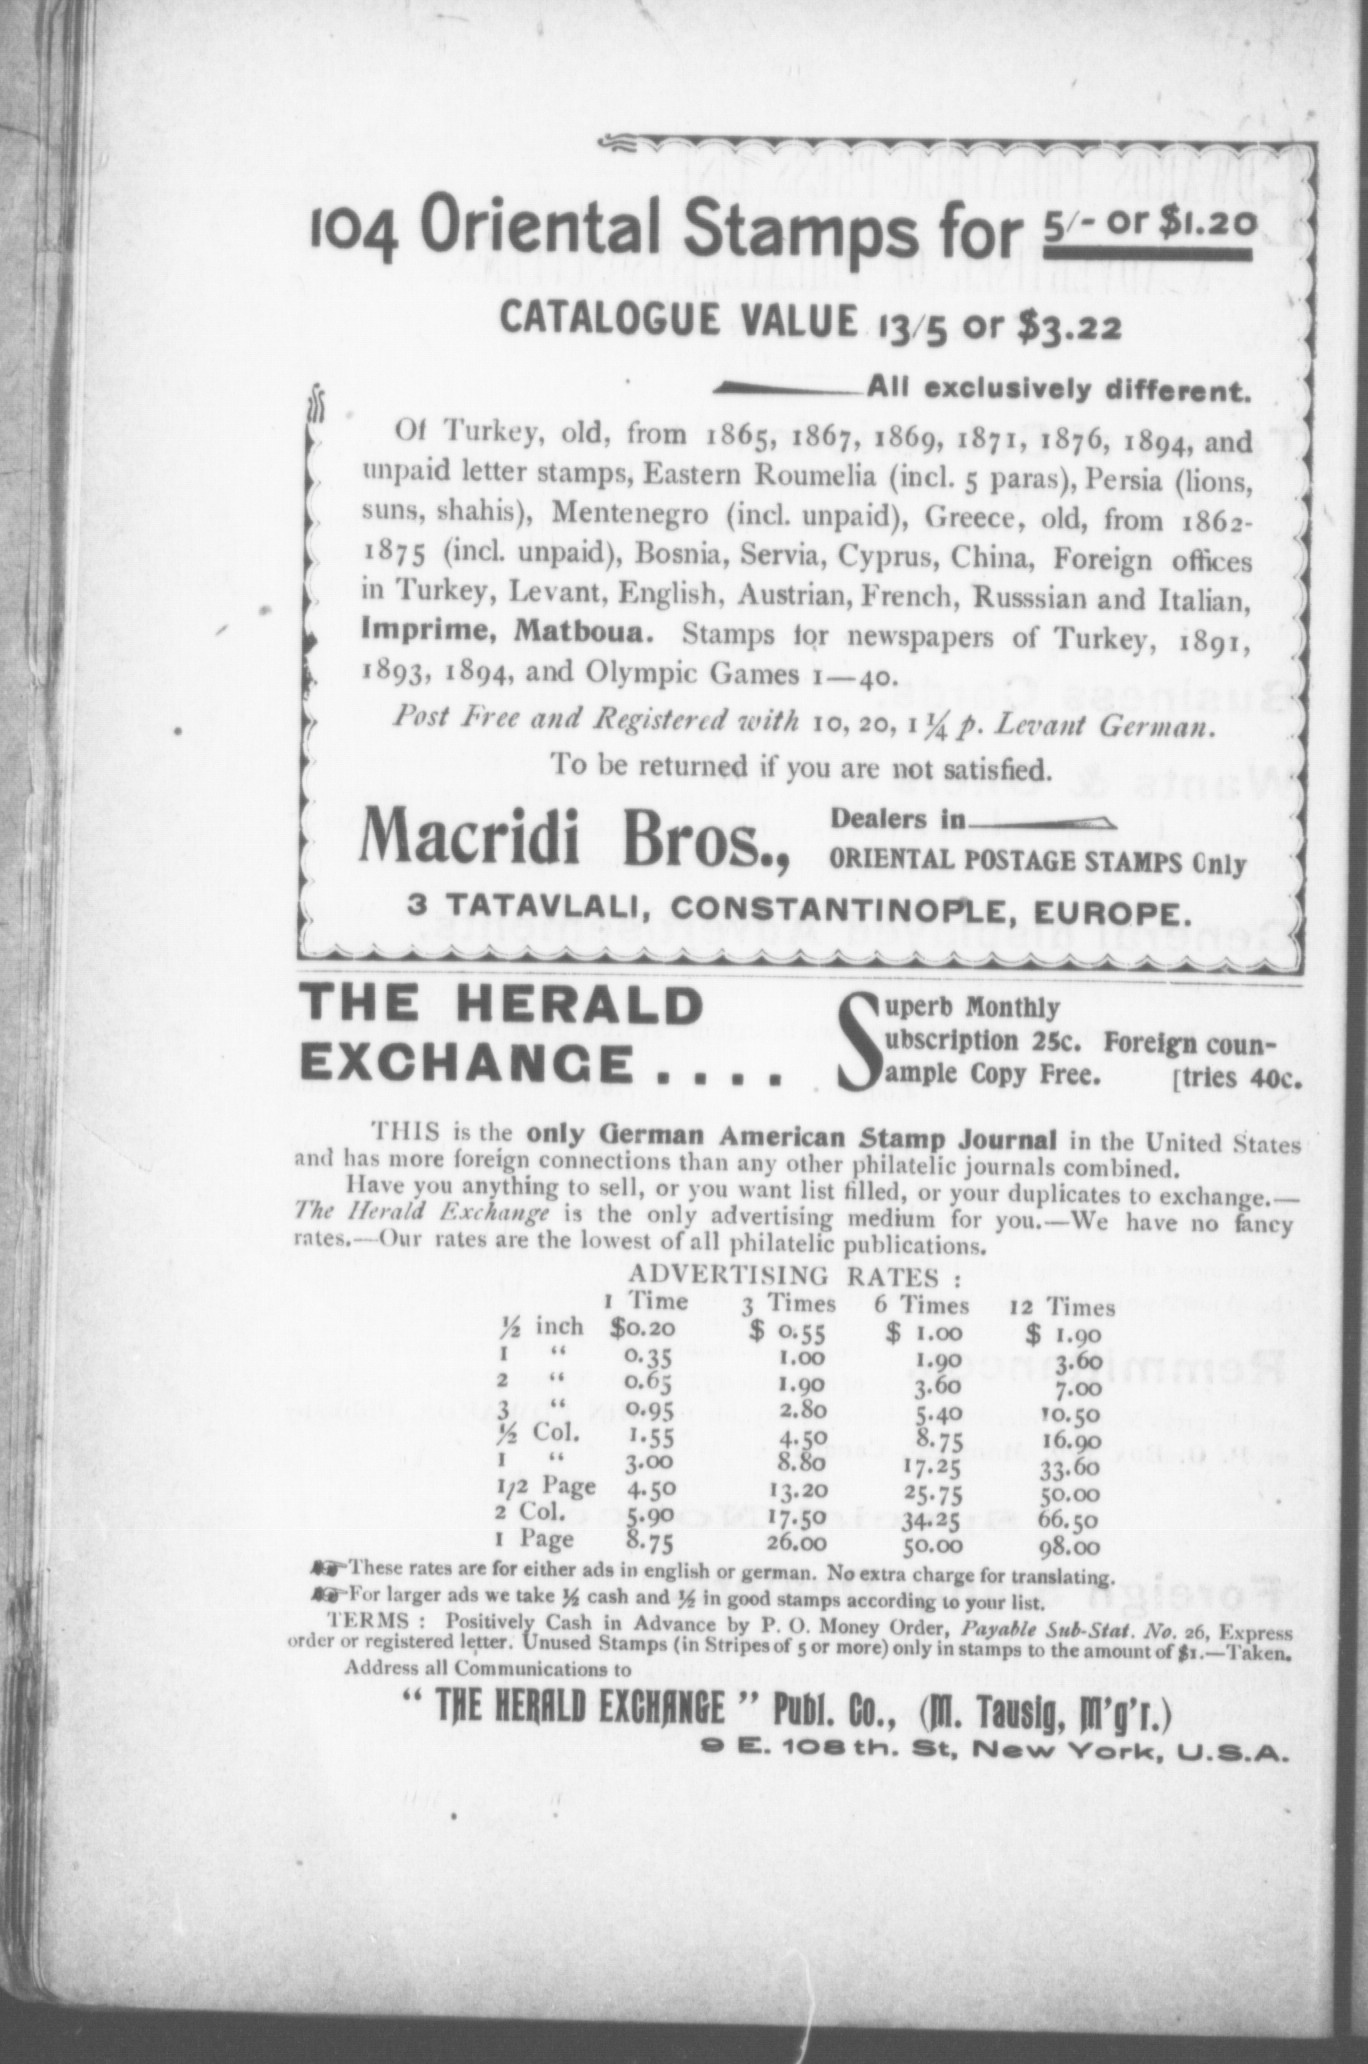 104 Oriental Stamps for 5/- or $1.20
CATALOGUE VALUE 13/5 or $3.22
All exclusively different.
Of Turkey, old, from 1865, 1867, 1869, 1871, 1876, 1894, and
unpaid letter stamps, Eastern Roumelia (incl. 5 paras), Persia (lions,
suns, shahis), Mentenegro (incl. unpaid), Greece, old, from 1862-
1875 (incl. unpaid), Bosnia, Servia, Cyprus, China, Foreign offices
in Turkey, Levant, English, Austrian, French, Russsian and Italian,
Imprime, Matboua. Stamps for newspapers of Turkey, 1891,
1893, 1894, and Olympic Games 1—40.
Post Free and Registered with 10, 20, 1 ¼ p. Levant German.
To be returned if you are not satisfied.
Macridi Bros., Dealers in
ORIENTAL POSTAGE STAMPS Only
3 TATAVLALI, CONSTANTINOPLE, EUROPE.
THE HERALD
EXCHANGE . . . .
Superb Monthly
Subscription 25c. Foreign coun-
Sample Copy Free. [tries 40c.
THIS is the only German American Stamp Journal in the United States
and has more foreign connections than any other philatelic journals combined.
Have you anything to sell, or you want list filled, or your duplicates to exchange.—
The Herald Exchange is the only advertising medium for you.—We have no fancy
rates.—Our rates are the lowest of all philatelic publications.
ADVERTISING RATES :
1 Time 3 Times 6 Times 12 Times
½ inch $0.20 $ 0.55 $ 1.00 $ 1.90
1 " 0.35 1.00 1.90 3.60
2 " 0.65 1.90 3.60 7.00
3 " 0.95 2.80 5.40 10.50
½ Col. 1.55 4.50 8.75 16.90
1 " 3.00 8.80 17.25 33.60
1/2 Page 4.50 13.20 25.75 50.00
2 Col. 5.90 17.50 34.25 66.50
1 Page 8.75 26.00 50.00 98.00
☞These rates are for either ads in english or german. No extra charge for translating.
☞For larger ads we take ½ cash and ½ in good stamps according to your list.
TERMS : Positively Cash in Advance by P. O. Money Order, Payable Sub-Stat. No. 26, Express
order or registered letter. Unused Stamps (in Stripes of 5 or more) only in stamps to the amount of $1.—Taken.
Address all Communications to
" THE HERALD EXCHANGE " Publ. Co., (M. Tausig, M'g'r.)
9 E. 108th. St, New York, U.S.A.